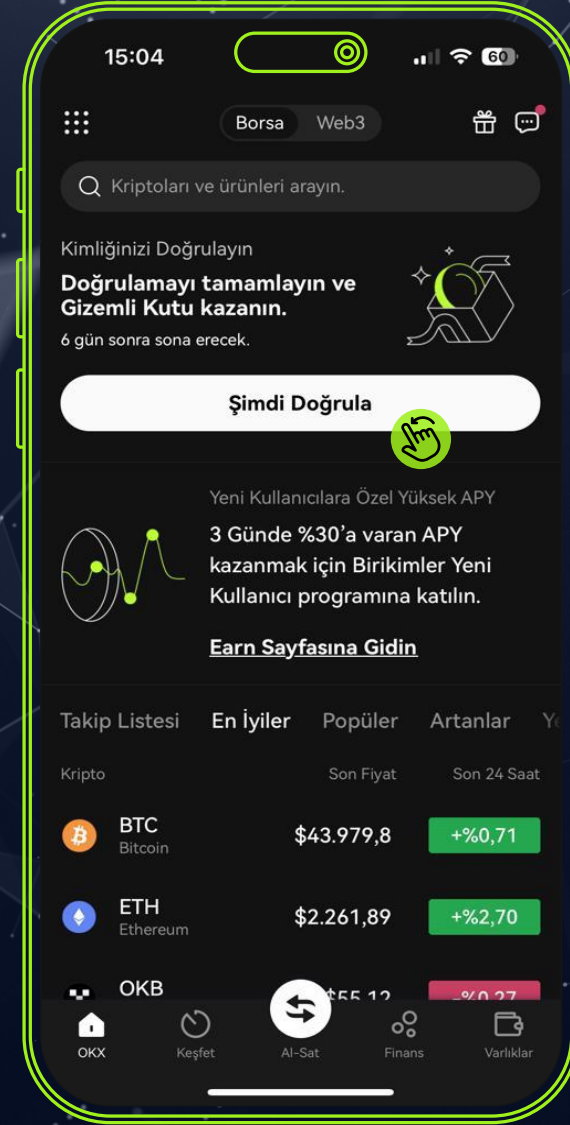 15:04
60
Borsa Web3
Kriptoları ve ürünleri arayın.
Kimliğinizi Doğrulayın
Doğrulamayı tamamlayın ve
Gizemli Kutu kazanın.
6 gün sonra sona erecek.
Şimdi Doğrula
Yeni Kullanıcılara Özel Yüksek APY
3 Günde %30’a varan APY
kazanmak için Birikimler Yeni
Kullanıcı programına katılın.
Earn Sayfasına Gidin
Takip Listesi En İyiler Popüler Artanlar
Kripto Son Fiyat Son 24 Saat
BTC $43.979,8 +%0,71
Bitcoin
ETH $2.261,89 +%2,70
Ethereum
OKB $55,12 -%0,27
OKX Keşfet Al-Sat Finans Varlıklar